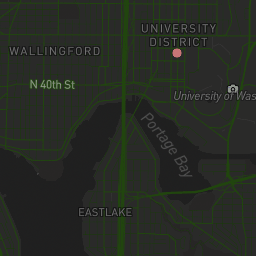 UNIVERSITY
DISTRICT
WALLINGFORD
N 40th St
University of Was
Portage Bay
EASTLAKE